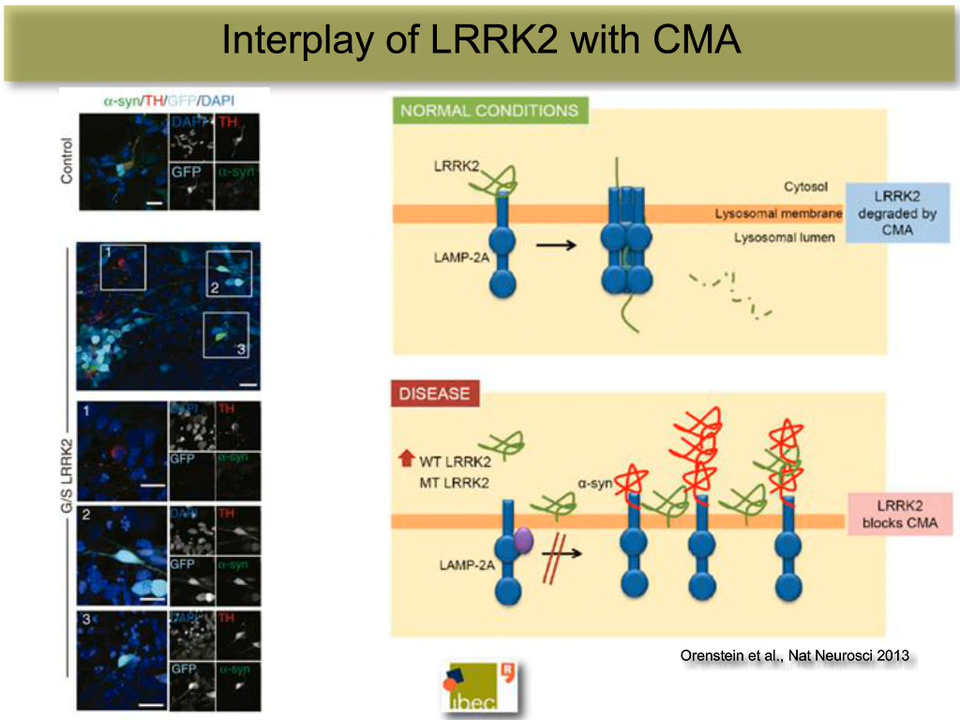 Interplay of LRRK2 with CMA
α-syn/TH/GFP/DAPI
Control
DAPI TH
GFP α-syn
G/S LRRK2
1
2
3
1
DAPI TH
GFP α-syn
2
DAPI TH
GFP α-syn
3
DAPI TH
GFP α-syn
NORMAL CONDITIONS
LRRK2
Cytosol
Lysosomal membrane
Lysosomal lumen
LAMP-2A
LRRK2
degraded by
CMA
DISEASE
WT LRRK2
MT LRRK2
α-syn
LAMP-2A
LRRK2
blocks CMA
Orenstein et al., Nat Neurosci 2013
ibec
R